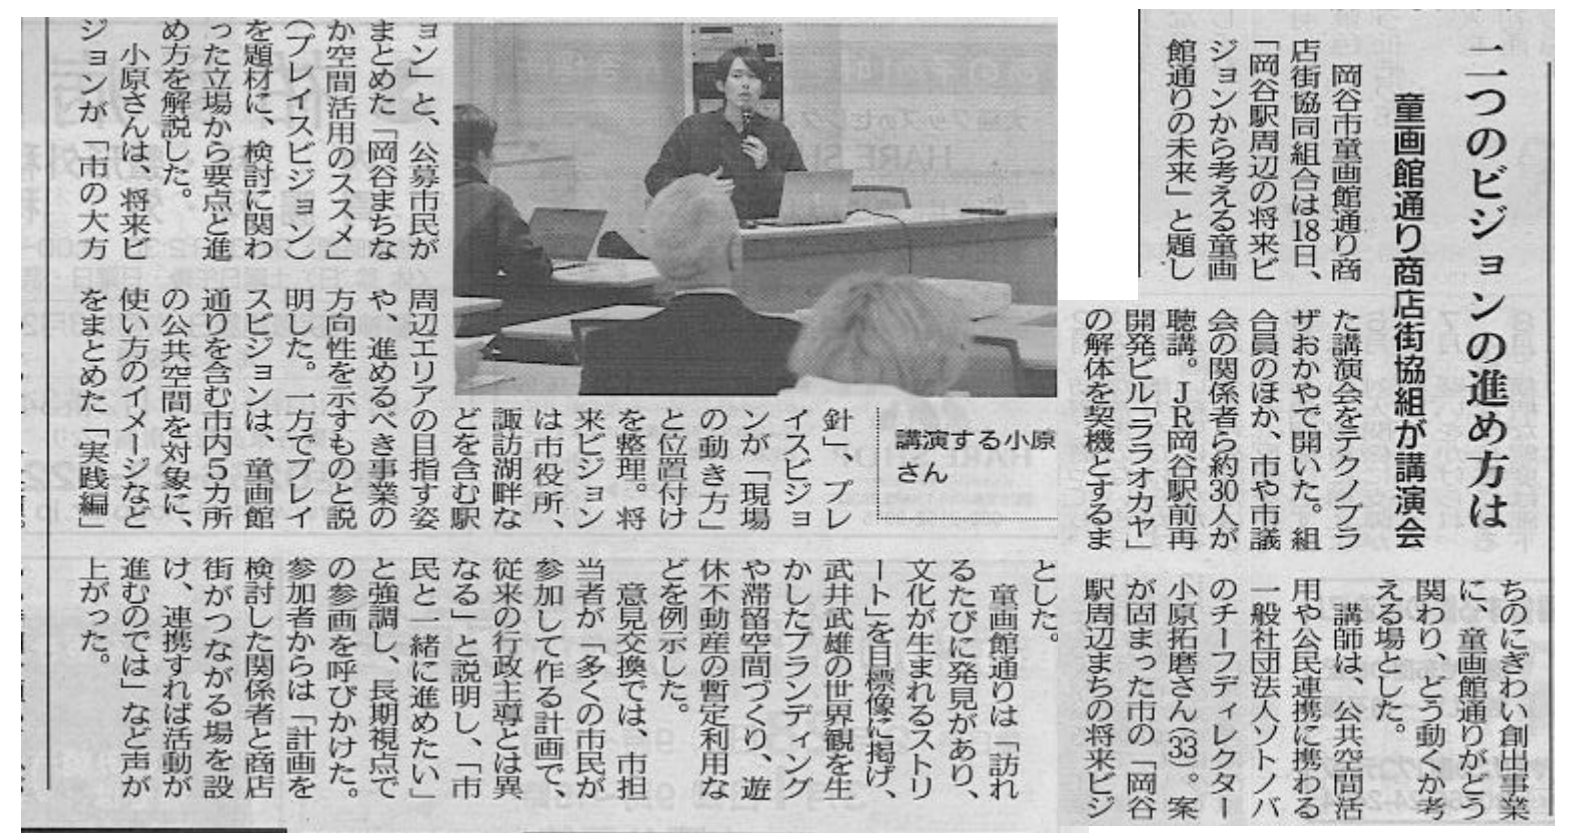 二つのビジョンの進め方は
童画館通り商店街協組が講演会
岡谷市童画館通り商
店街協同組合は18日、
「岡谷駅周辺の将来ビ
ジョンから考える童画
館通りの未来」と題し
た講演会をテクノプラ
ザおかやで開いた。組
合員のほか、市や市議
会の関係者ら約30人が
聴講。ＪＲ岡谷駅前再
開発ビル「ララオカヤ」
の解体を契機とするま
ちのにぎわい創出事業
に、童画館通りがどう
関わり、どう動くか考
える場とした。
講師は、公共空間活
用や公民連携に携わる
一般社団法人ソトノバ
のチーフディレクター
小原拓磨さん(33)。案
が固まった市の「岡谷
駅周辺まちの将来ビジ
ョン」と、公募市民が
まとめた「岡谷まちな
か空間活用のススメ」
（プレイスビジョン）
を題材に、検討に関わ
った立場から要点と進
め方を解説した。
小原さんは、将来ビ
ジョンが「市の大方
針」、プレ
イスビジョ
ンが「現場
の動き方」
と位置付け
を整理。将
来ビジョン
は市役所、
諏訪湖畔な
どを含む駅
周辺エリアの目指す姿
や、進めるべき事業の
方向性を示すものと説
明した。一方でプレイ
スビジョンは、童画館
通りを含む市内5カ所
の公共空間を対象に、
使い方のイメージなど
をまとめた「実践編」
とした。
童画館通りは「訪れ
るたびに発見があり、
文化が生まれるストリ
ート」を目標像に掲げ、
武井武雄の世界観を生
かしたブランディング
や滞留空間づくり、遊
休不動産の暫定利用な
どを例示した。
意見交換では、市担
当者が「多くの市民が
参加して作る計画で、
従来の行政主導とは異
なる」と説明し、「市
民と一緒に進めたい」
と強調し、長期視点で
の参画を呼びかけた。
参加者からは「計画を
検討した関係者と商店
街がつながる場を設
け、連携すれば活動が
進むのでは」など声が
上がった。
講演する小原
さん